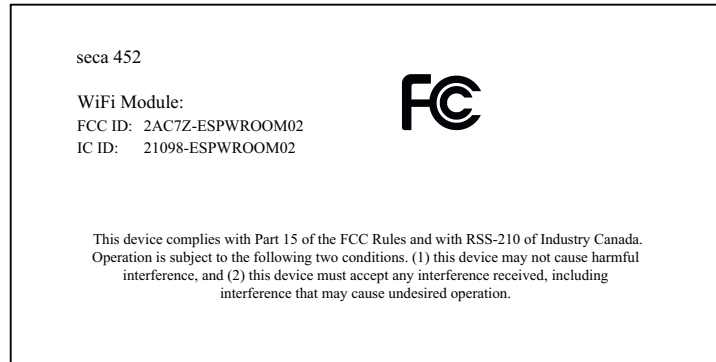 seca 452
FC
WiFi Module:
FCC ID: 2AC7Z-ESPWROOM02
IC ID: 21098-ESPWROOM02
This device complies with Part 15 of the FCC Rules and with RSS-210 of Industry Canada.
Operation is subject to the following two conditions. (1) this device may not cause harmful
interference, and (2) this device must accept any interference received, including
interference that may cause undesired operation.